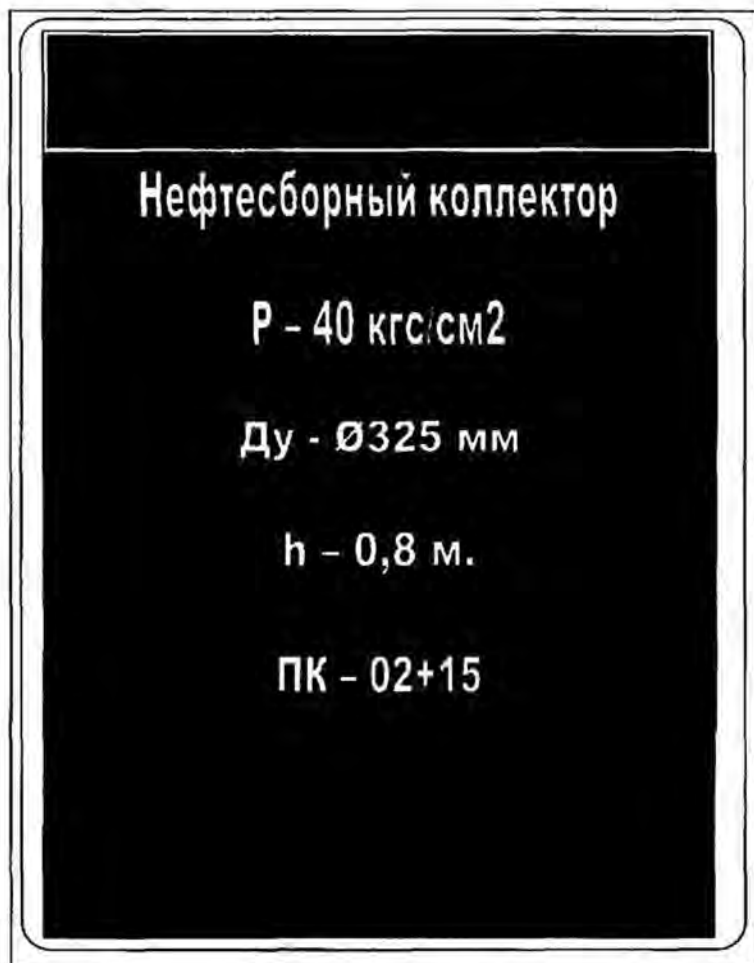 Нефтесборный коллектор
Р – 40 кгс/см2
Ду - Ø325 мм
h – 0,8 м.
ПК – 02+15